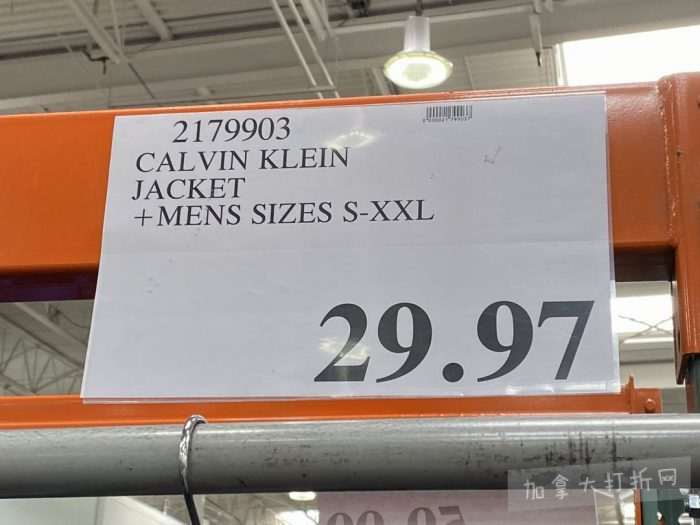 2179903
CALVIN KLEIN
JACKET
+MENS SIZES S-XXL
29.97
加拿大打折网